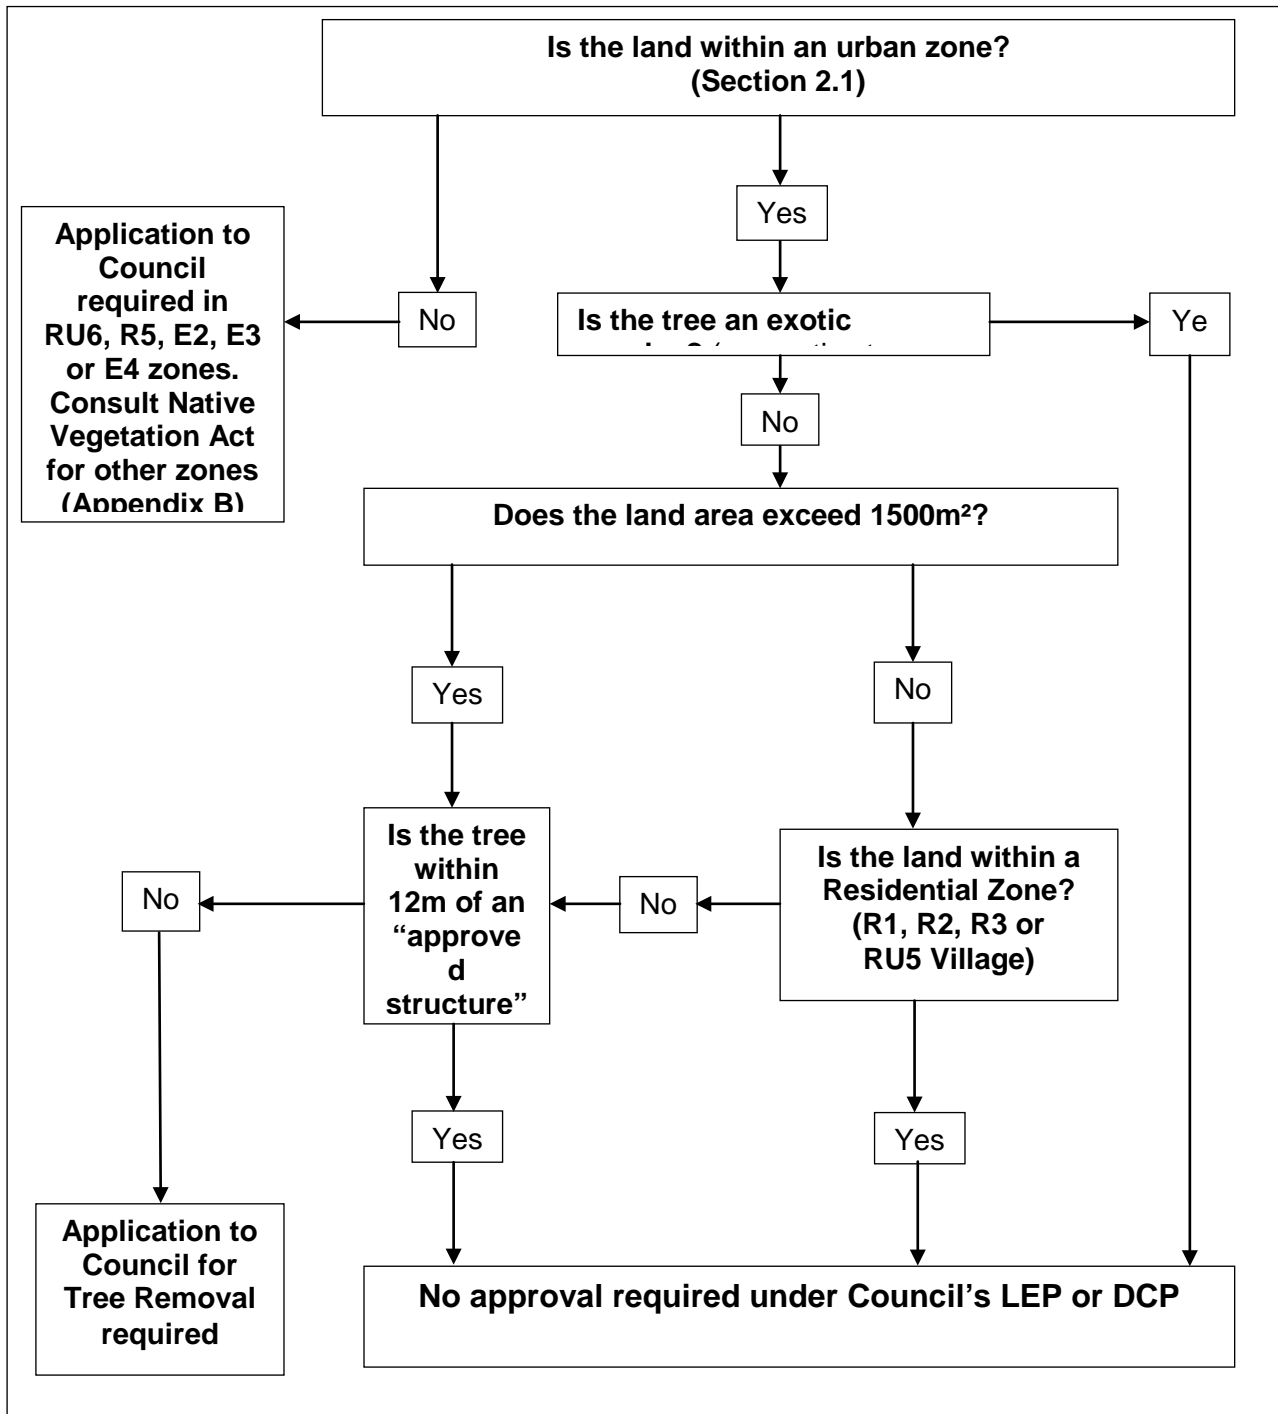 Is the land within an urban zone?
(Section 2.1)
Yes
Application to
Council
required in
RU6, R5, E2, E3
or E4 zones.
Consult Native
Vegetation Act
for other zones
(Appendix B)
No
Is the tree an exotic
Ye
No
Does the land area exceed 1500m²?
Yes
No
Is the tree
within
12m of an
“approve
d
structure”
Is the land within a
Residential Zone?
(R1, R2, R3 or
RU5 Village)
No
No
Yes
Yes
Application to
Council for
Tree Removal
required
No approval required under Council’s LEP or DCP